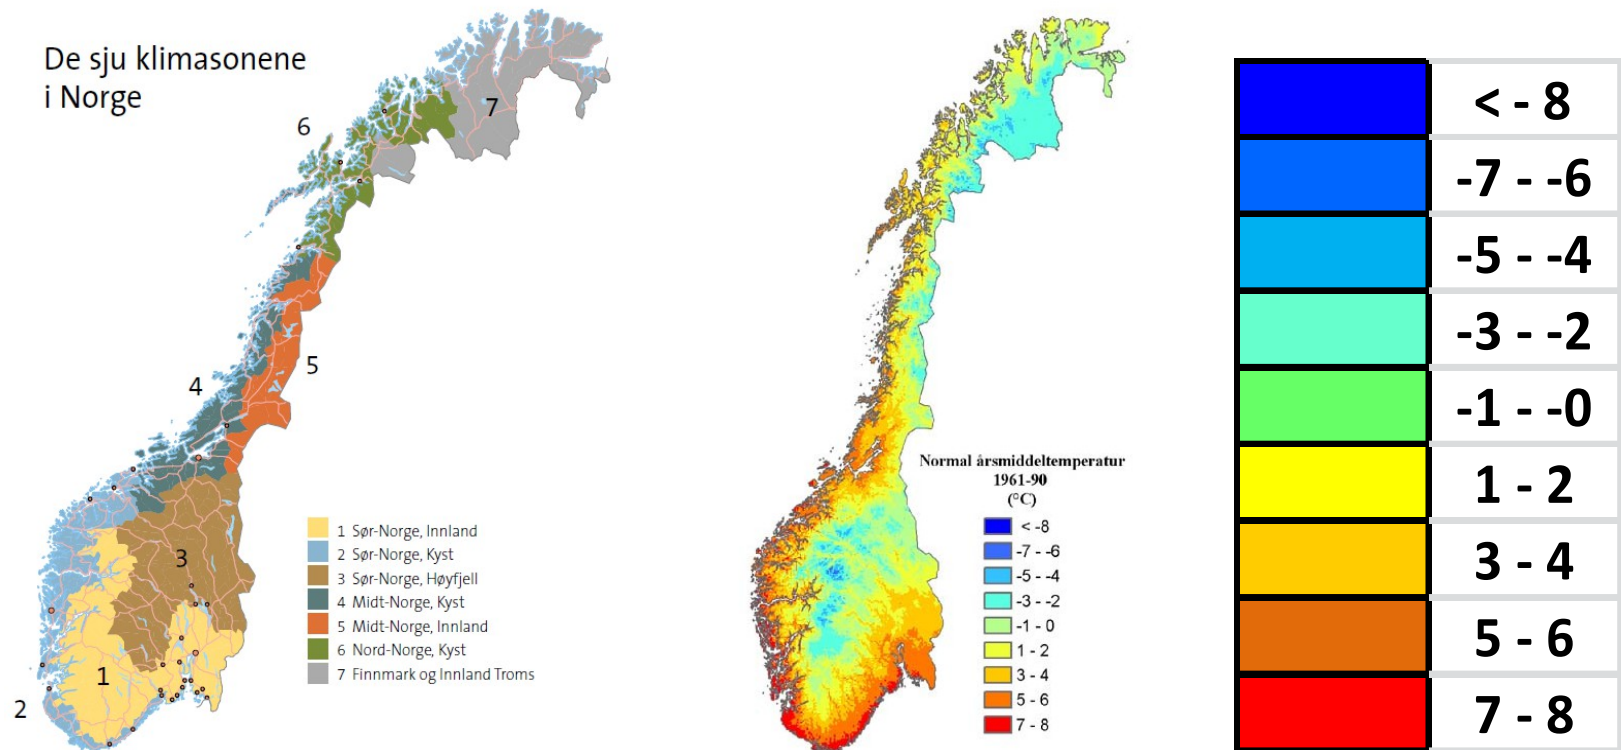 De sju klimasonene
i Norge
6
7
5
4
3
1
2
1 Sør-Norge, Innland
2 Sør-Norge, Kyst
3 Sør-Norge, Høyfjell
4 Midt-Norge, Kyst
5 Midt-Norge, Innland
6 Nord-Norge, Kyst
7 Finnmark og Innland Troms
Normal årsmiddeltemperatur
1961-90
(°C)
< -8
-7 - -6
-5 - -4
-3 - -2
-1 - 0
1 - 2
3 - 4
5 - 6
7 - 8
< - 8
-7 - -6
-5 - -4
-3 - -2
-1 - -0
1 - 2
3 - 4
5 - 6
7 - 8